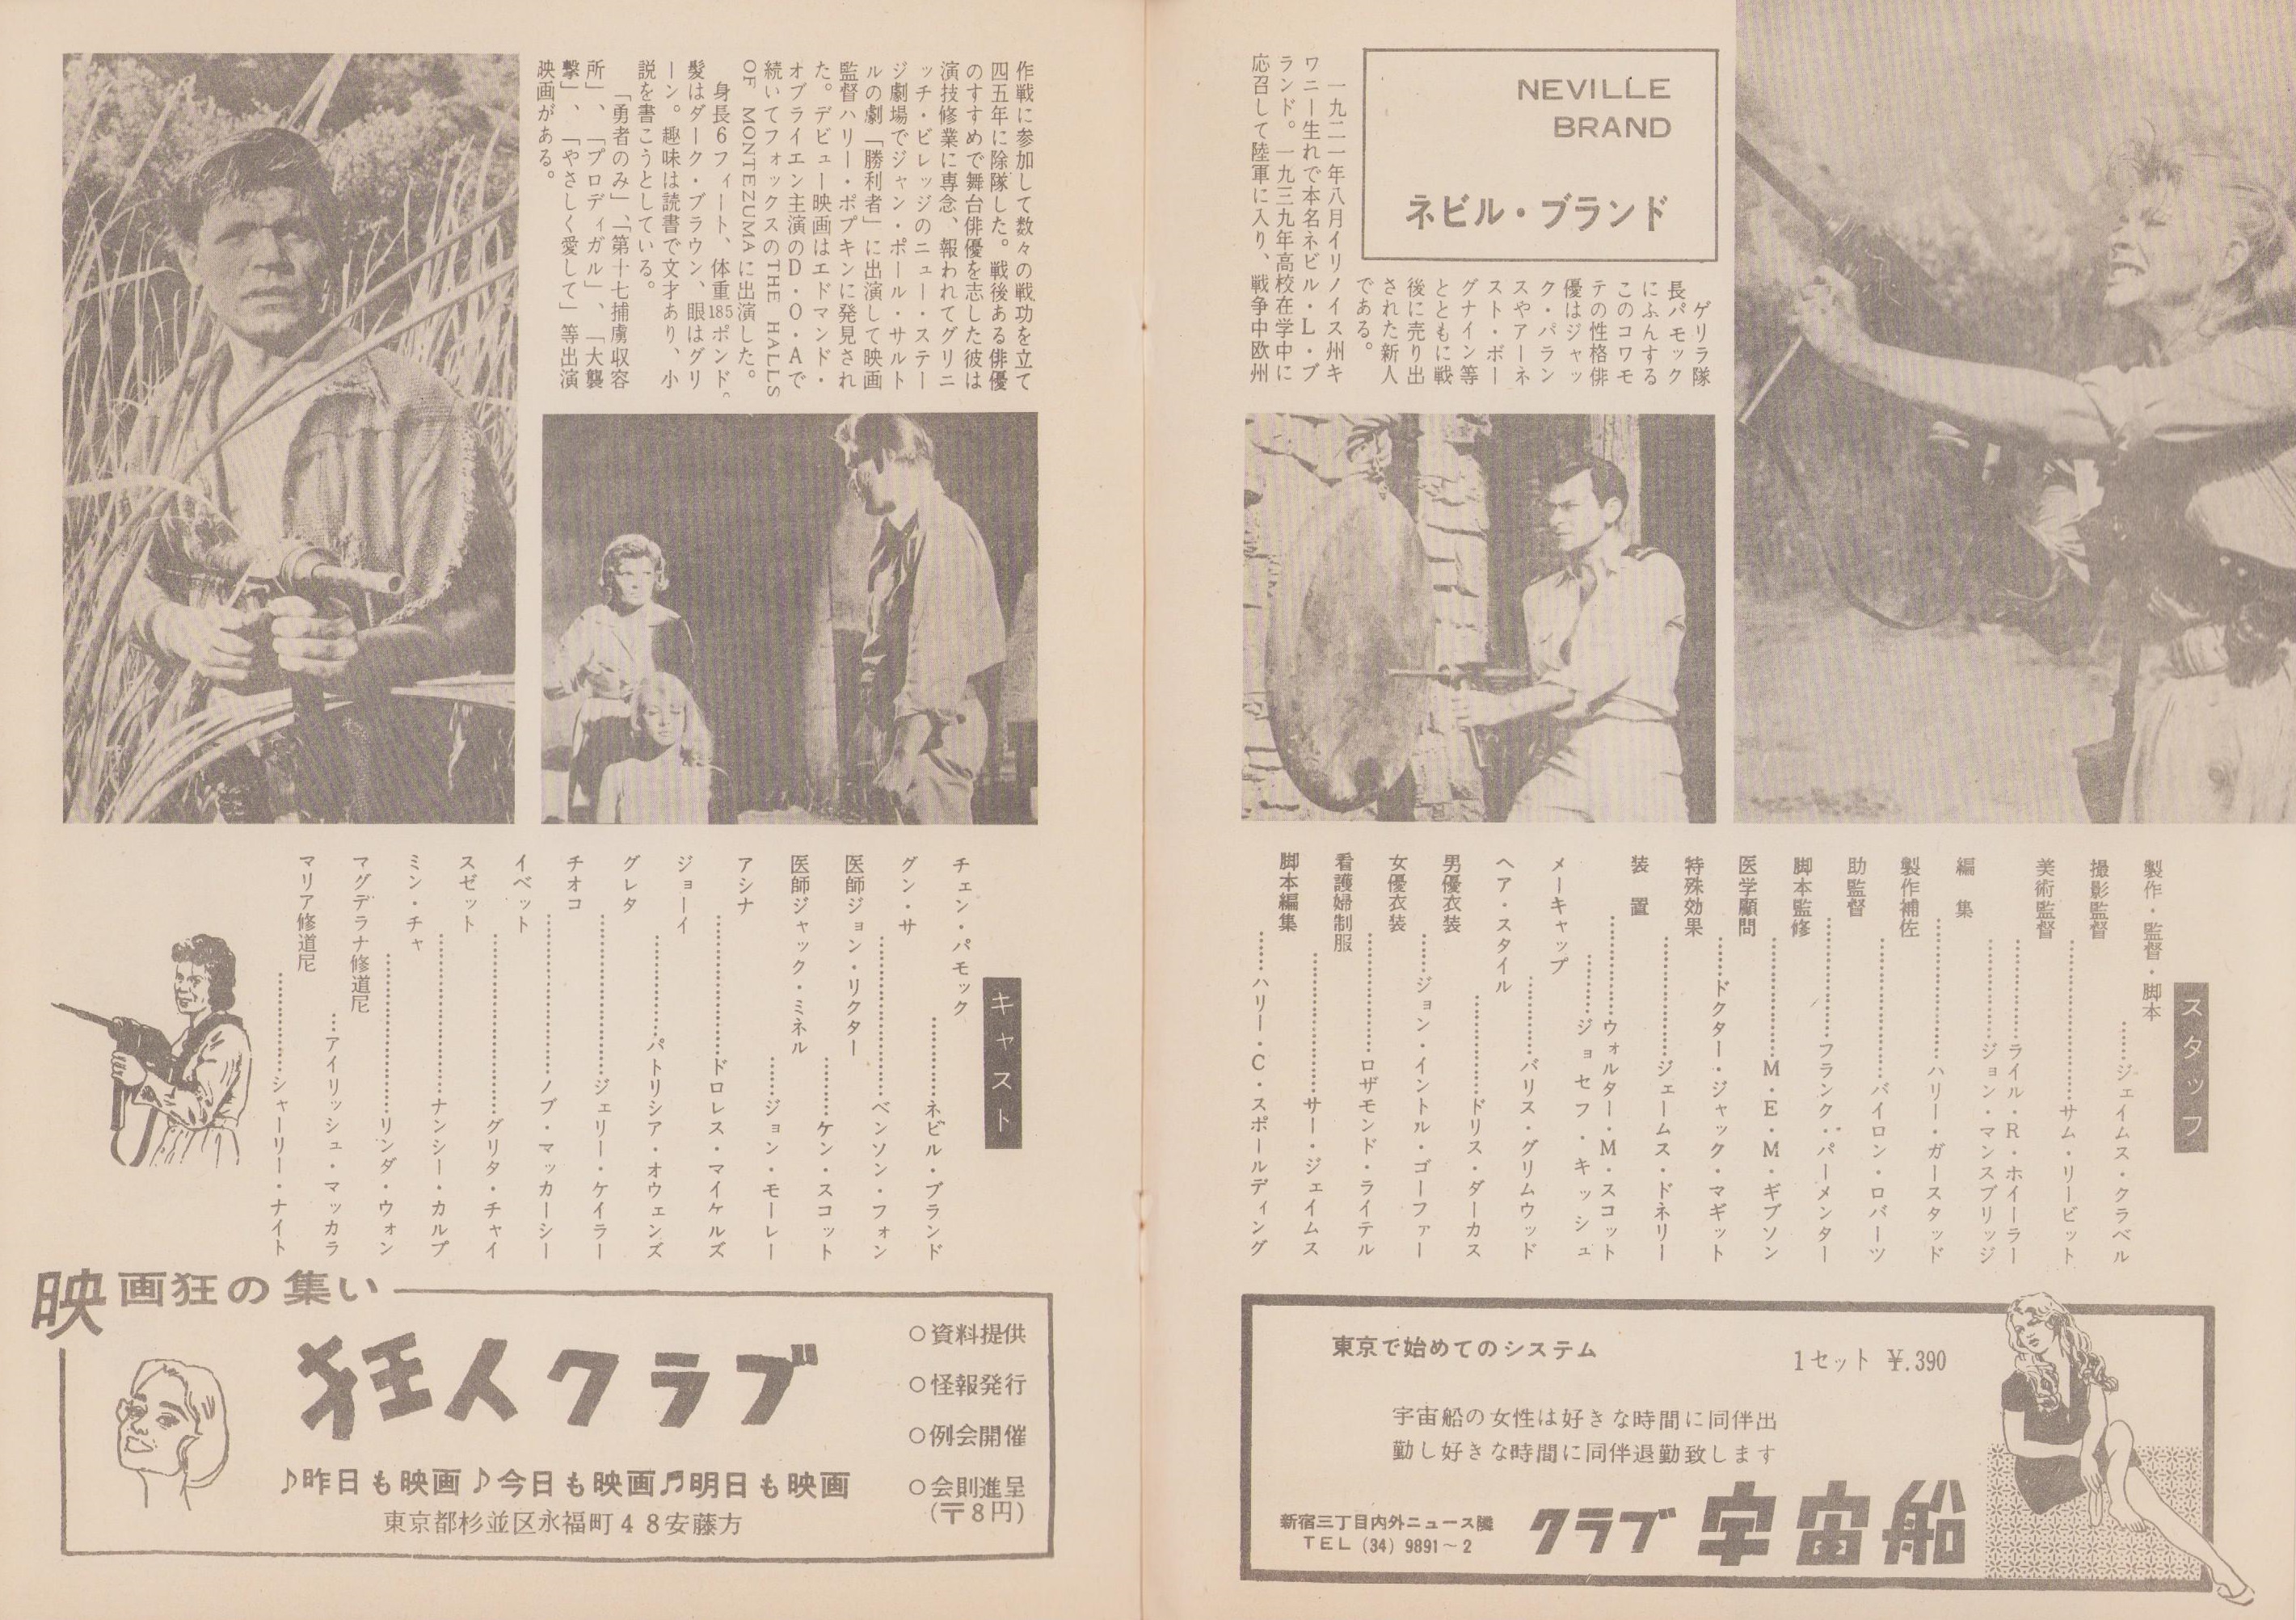 NEVILLE
BRAND
ネビル・ブランド
ゲリラ隊
長パモック
にふんする
このコワモ
テの性格俳
優はジャッ
ク・パラン
スやアーネ
スト・ボー
グナイン等
とともに戦
後に売り出
された新人
である。
一九二一年八月イリノイス州キ
ワニー生れで本名ネビル・L・ブ
ランド。一九三九年高校在学中に
応召して陸軍に入り、戦争中欧州
作戦に参加して数々の戦功を立て
四五年に除隊した。戦後ある俳優
のすすめで舞台俳優を志した彼は
演技修業に専念、報われてグリニ
ッチ・ビレッジのニュー・ステー
ジ劇場でジャン・ポール・サルト
ルの劇「勝利者」に出演して映画
監督ハリー・ポプキンに発見され
た。デビュー映画はエドマンド・
オブライエン主演のD・O・Aで
続いてフォックスのTHE HALLS
OF MONTEZUMAに出演した。
身長6フィート、体重185ポンド。
髪はダーク・ブラウン、眼はグリ
ーン。趣味は読書で文才あり、小
説を書こうとしている。
「勇者のみ」、「第十七捕虜収容
所」、「プロディガル」、「大襲
撃」、「やさしく愛して」等出演
映画がある。
スタッフ
製作・監督・脚本……ジェイムス・クラベル
撮影監督……サム・リービット
美術監督……ライル・R・ホイーラー
ジョン・マンスブリッジ
編集……ハリー・ガースタッド
製作補佐……バイロン・ロバーツ
助監督……フランク・パーメンター
脚本監修……M・E・M・ギブソン
医学顧問……ドクター・ジャック・マギット
特殊効果……ジェームス・ドネリー
装置……ウォルター・M・スコット
ジョセフ・キッシュ
メーキャップ……バリス・グリムウッド
ヘア・スタイル……ドリス・ダーカス
男優衣装……ジョン・イントル・ゴーファー
女優衣装……ロザモンド・ライテル
看護婦制服……サー・ジェイムス
脚本編集……ハリー・C・スポールディング
キャスト
チェン・パモック……ネビル・ブランド
グン・サ……ベンソン・フォン
医師ジョン・リクター……ケン・スコット
医師ジャック・ミネル……ジョン・モーレー
アシナ……ドロレス・マイケルズ
ジョーイ……パトリシア・オウェンズ
グレタ……ジェリー・ケイラー
チオコ……ノブ・マッカーシー
イベット……グリタ・チャイ
スゼット……ナンシー・カルプ
ミン・チャ……リンダ・ウォン
マグデラナ修道尼……アイリッシュ・マッカラ
マリア修道尼……シャーリー・ナイト
東京で始めてのシステム
1セット ¥.390
宇宙船の女性は好きな時間に同伴出
勤し好きな時間に同伴退勤致します
新宿三丁目内外ニュース隣
TEL (34) 9891~2
クラブ 宇宙船
映画狂の集い
狂人クラブ
○資料提供
○怪報発行
○例会開催
○会則進呈
(〒8円)
♪昨日も映画♪今日も映画♬明日も映画
東京都杉並区永福町48安藤方